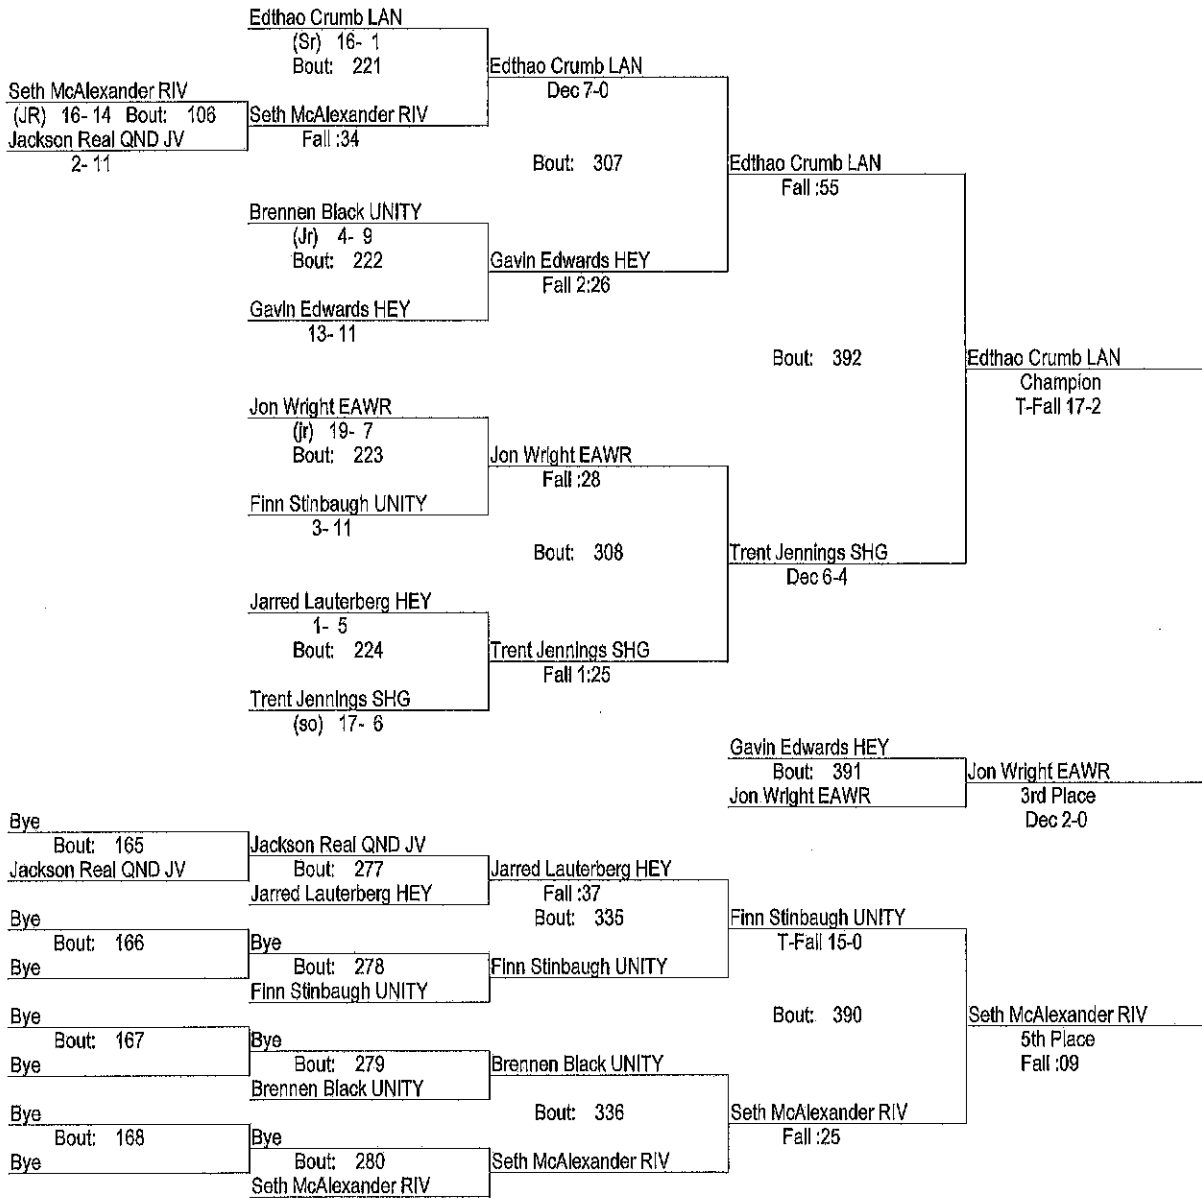 Edthao Crumb LAN
(Sr) 16- 1
Bout: 221
Edthao Crumb LAN
Dec 7-0
Seth McAlexander RIV
(JR) 16- 14 Bout: 106
Jackson Real QND JV
2- 11
Seth McAlexander RIV
Fall :34
Bout: 307
Edthao Crumb LAN
Fall :55
Brennen Black UNITY
(Jr) 4- 9
Bout: 222
Gavin Edwards HEY
Fall 2:26
Gavin Edwards HEY
13- 11
Bout: 392
Edthao Crumb LAN
Champion
T-Fall 17-2
Jon Wright EAWR
(jr) 19- 7
Bout: 223
Jon Wright EAWR
Fall :28
Finn Stinbaugh UNITY
3- 11
Bout: 308
Trent Jennings SHG
Dec 6-4
Jarred Lauterberg HEY
1- 5
Bout: 224
Trent Jennings SHG
Fall 1:25
Trent Jennings SHG
(so) 17- 6
Gavin Edwards HEY
Bout: 391
Jon Wright EAWR
Jon Wright EAWR
3rd Place
Dec 2-0
Bye
Bout: 165
Jackson Real QND JV
Jackson Real QND JV
Bout: 277
Jarred Lauterberg HEY
Jarred Lauterberg HEY
Fall :37
Bout: 335
Finn Stinbaugh UNITY
T-Fall 15-0
Bye
Bout: 166
Bye
Bye
Bout: 278
Finn Stinbaugh UNITY
Finn Stinbaugh UNITY
Bout: 390
Seth McAlexander RIV
5th Place
Fall :09
Bye
Bout: 167
Bye
Bye
Bout: 279
Brennen Black UNITY
Brennen Black UNITY
Bout: 336
Seth McAlexander RIV
Fall :25
Bye
Bout: 168
Bye
Bye
Bout: 280
Seth McAlexander RIV
Seth McAlexander RIV